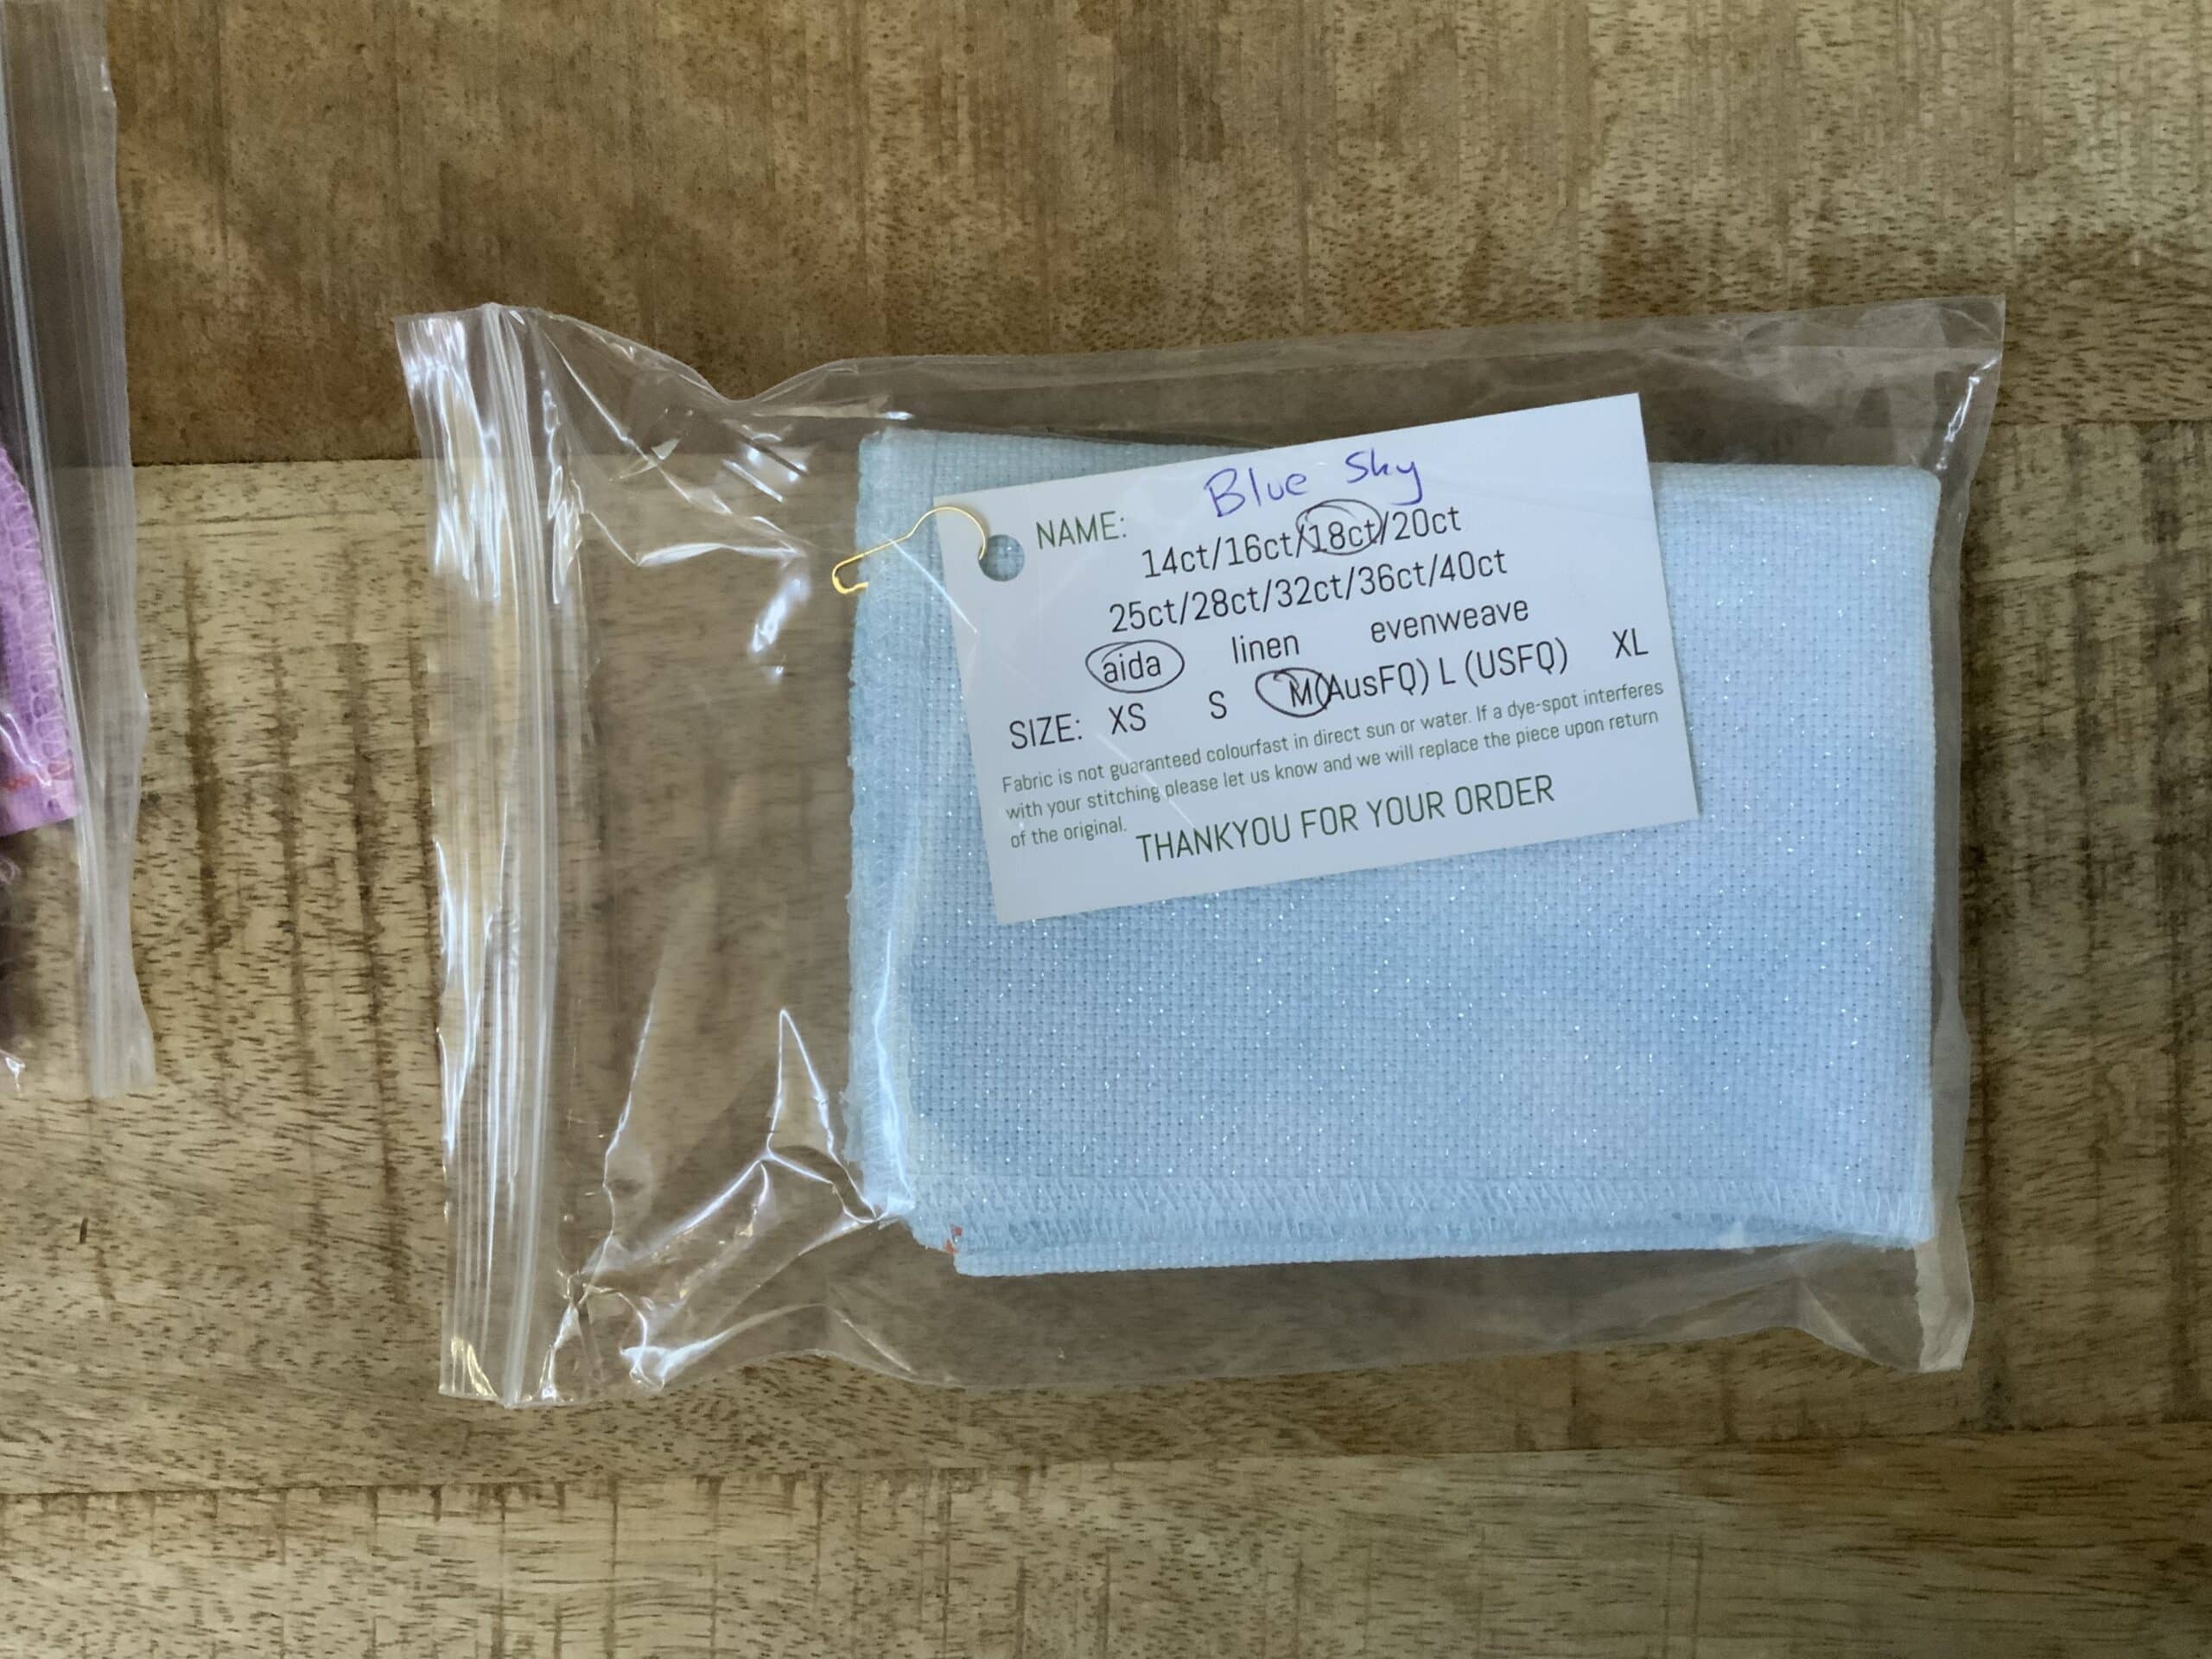 NAME: Blue Sky
14ct/16ct/18ct/20ct
25ct/28ct/32ct/36ct/40ct
aida linen evenweave
SIZE: XS S M(AusFQ) L (USFQ) XL
Fabric is not guaranteed colourfast in direct sun or water. If a dye-spot interferes
with your stitching please let us know and we will replace the piece upon return
of the original.
THANKYOU FOR YOUR ORDER